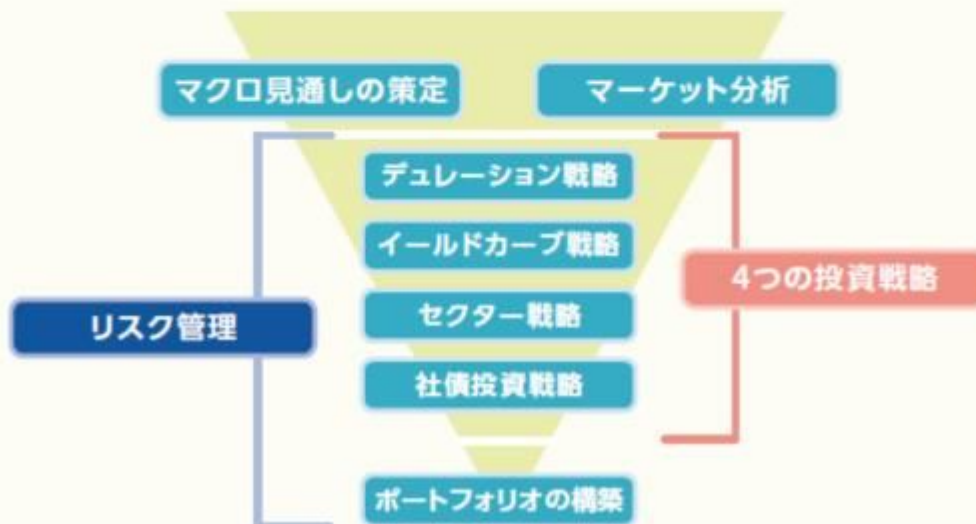 マクロ見通しの策定
マーケット分析
デュレーション戦略
イールドカーブ戦略
4つの投資戦略
セクター戦略
リスク管理
社債投資戦略
ポートフォリオの構築